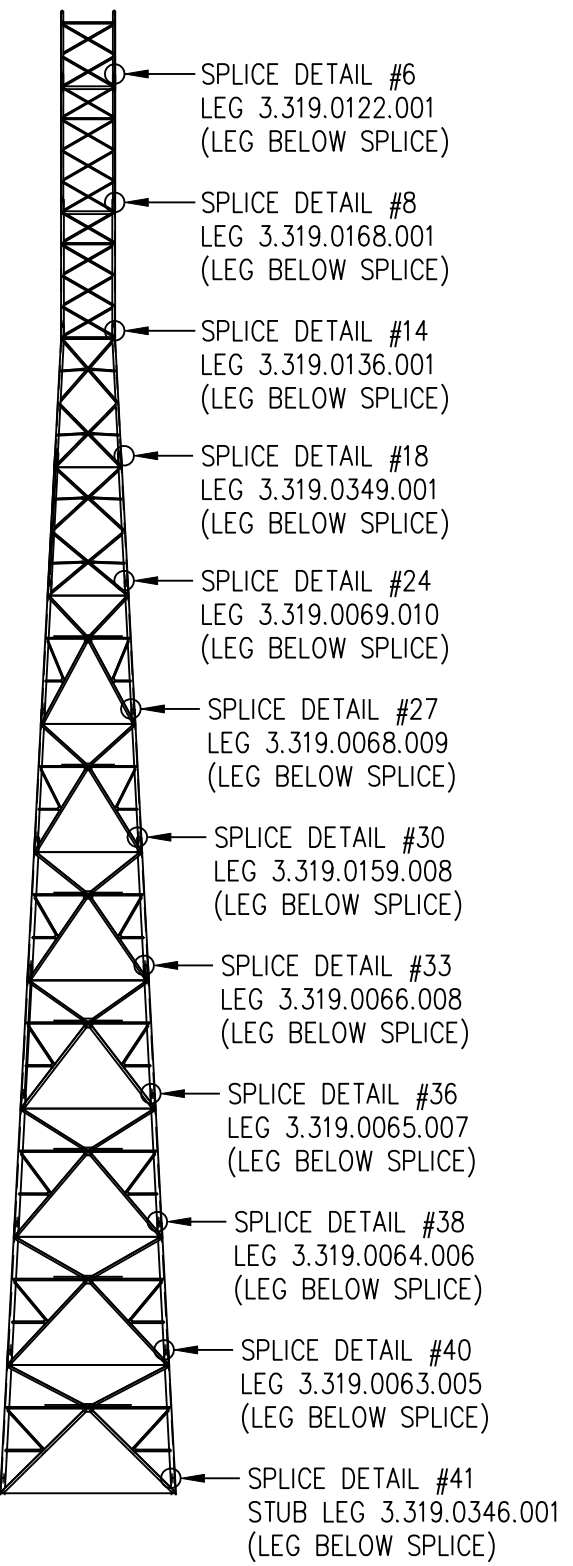 SPLICE DETAIL #6
LEG 3.319.0122.001
(LEG BELOW SPLICE)
SPLICE DETAIL #8
LEG 3.319.0168.001
(LEG BELOW SPLICE)
SPLICE DETAIL #14
LEG 3.319.0136.001
(LEG BELOW SPLICE)
SPLICE DETAIL #18
LEG 3.319.0349.001
(LEG BELOW SPLICE)
SPLICE DETAIL #24
LEG 3.319.0069.010
(LEG BELOW SPLICE)
SPLICE DETAIL #27
LEG 3.319.0068.009
(LEG BELOW SPLICE)
SPLICE DETAIL #30
LEG 3.319.0159.008
(LEG BELOW SPLICE)
SPLICE DETAIL #33
LEG 3.319.0066.008
(LEG BELOW SPLICE)
SPLICE DETAIL #36
LEG 3.319.0065.007
(LEG BELOW SPLICE)
SPLICE DETAIL #38
LEG 3.319.0064.006
(LEG BELOW SPLICE)
SPLICE DETAIL #40
LEG 3.319.0063.005
(LEG BELOW SPLICE)
SPLICE DETAIL #41
STUB LEG 3.319.0346.001
(LEG BELOW SPLICE)